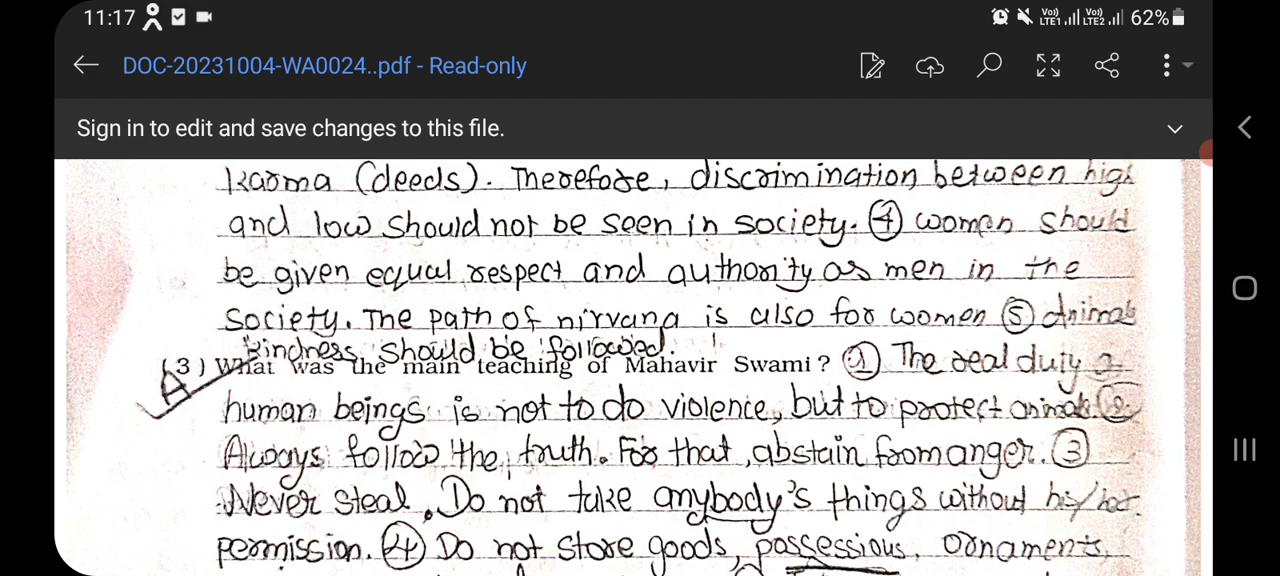 11:17 Vo) LTE1 Vo) LTE2 62%
DOC-20231004-WA0024..pdf - Read-only
Sign in to edit and save changes to this file.
karma (deeds). Therefore, discrimination between high
and low should not be seen in society. ④ women should
be given equal respect and authority as men in the
society. The path of nirvana is also for women ⑤ Animals
kindness should be followed.
(3) What was the main teaching of Mahavir Swami? ① The real duty
human beings is not to do violence, but to protect animals ②
Always follow the truth. For that, abstain from anger. ③
Never steal. Do not take anybody's things without his/her
permission. ④ Do not store goods, possessious, ornaments,